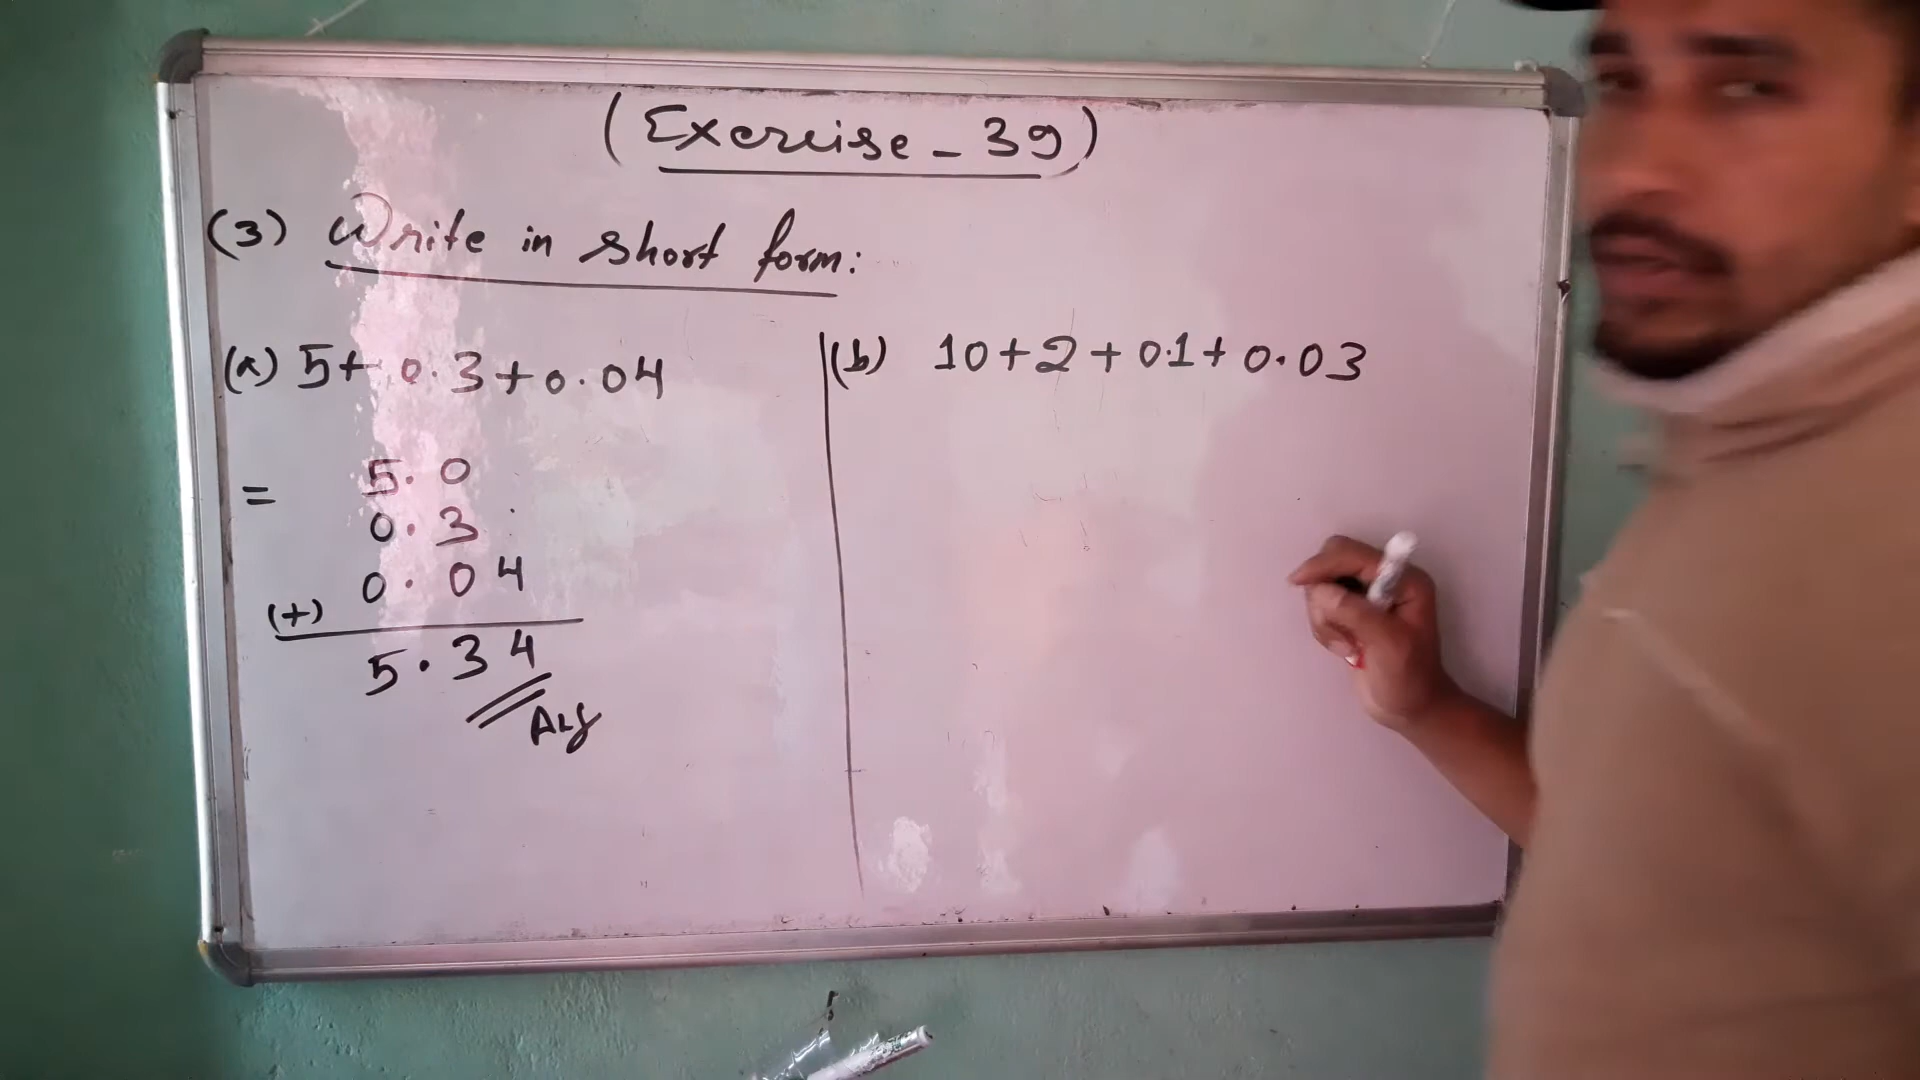 (Exercise - 39)
(3) Write in short form:
(a) 5+0.3+0.04
= 5.0
0.3
0.04
(+)
5.34
Ans
(b) 10+2+0.1+0.03